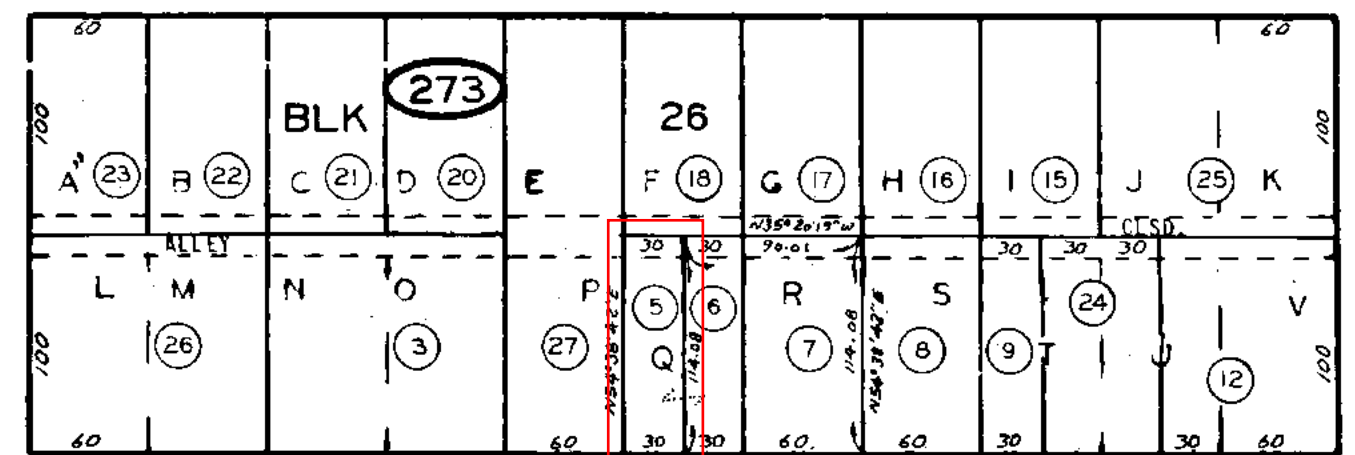 60 60
273
BLK 26
100 100
A" 23 B 22 C 21 D 20 E F 18 G 17 H 16 I 15 J 25 K
N35° 20' 19" W
CLSD.
ALLEY 30 30 90.01 30 30 30
L M N O P 5 6 R S 24 V
N54° 38' 42" E
114.08 114.08
N54° 38' 42" E
100 26 3 27 Q 7 8 9 T U 12 100
60 60 30 30 60. 60 30 30 60